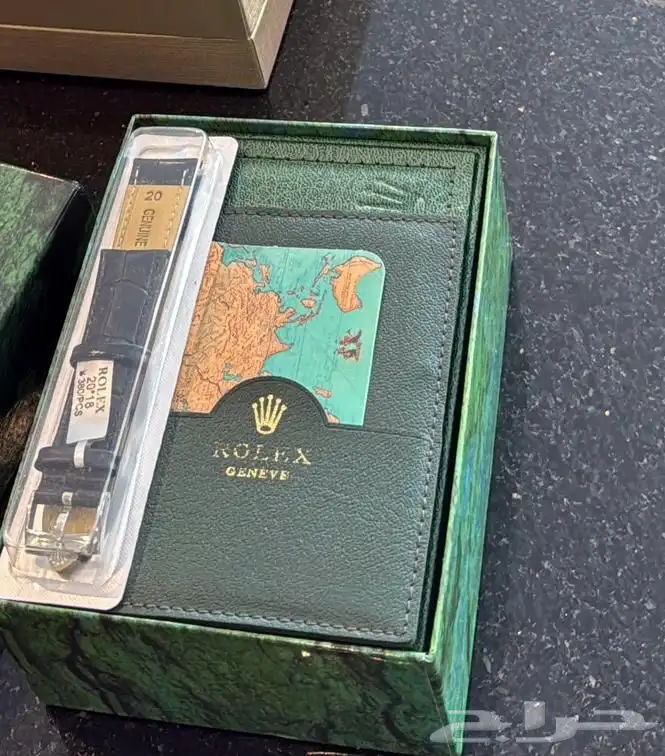 20
GENUINE
ROLEX
20*18
¥380/PCS
ROLEX
GENEVE
حراج